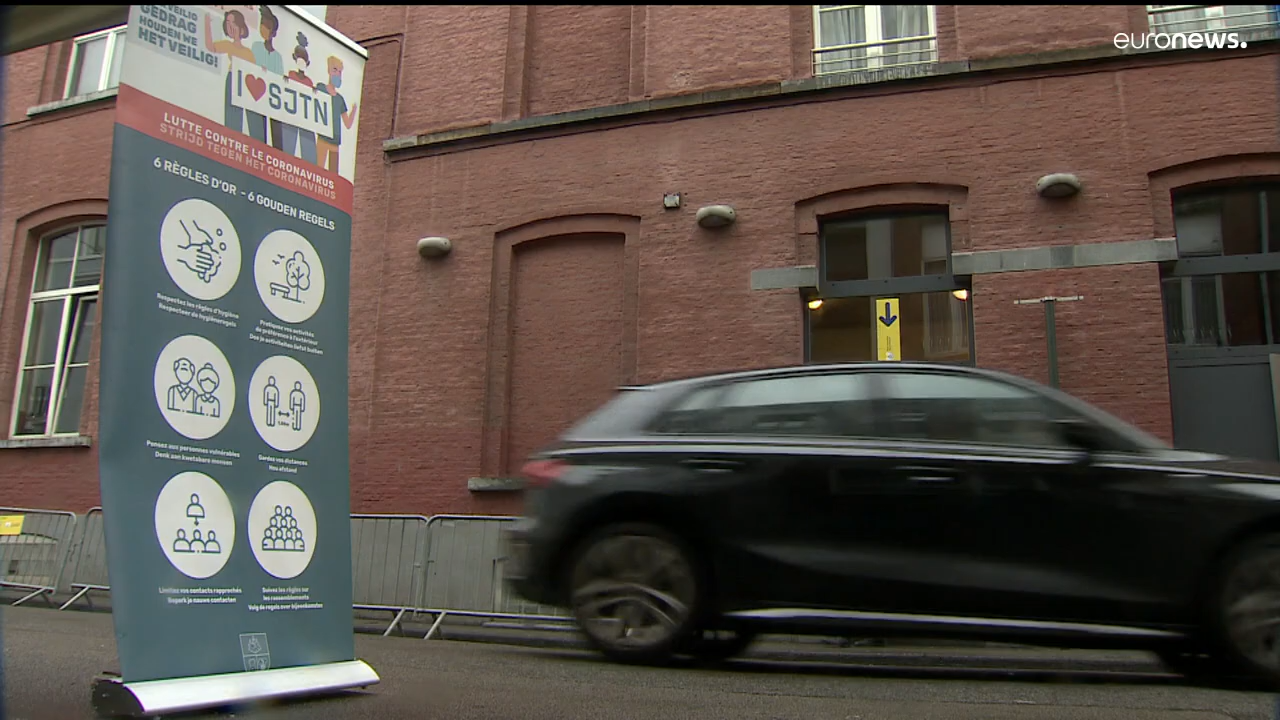 euronews.
VEILIG
GEDRAG
HOUDEN WE
HET VEILIG!
I ♥ SJTN
LUTTE CONTRE LE CORONAVIRUS
STRIJD TEGEN HET CORONAVIRUS
6 RÈGLES D'OR - 6 GOUDEN REGELS
Respectez les règles d'hygiène
Respecteer de hygiëneregels
Pratiquez vos activités
de préférence à l'extérieur
Doe je activiteiten liefst buiten
Pensez aux personnes vulnérables
Denk aan kwetsbare mensen
Gardez vos distances
Hou afstand
Limitez vos contacts rapprochés
Beperk je nauwe contacten
Suivez les règles sur
les rassemblements
Volg de regels over bijeenkomsten